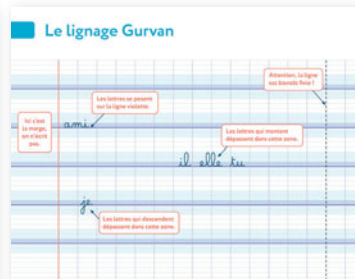 Le lignage Gurvan
Attention, la ligne
est bientôt finie !
Les lettres se posent
sur la ligne violette.
Ici c'est
la marge,
on n'écrit
pas.
ami
Les lettres qui montent
dépassent dans cette zone.
il elle tu
je
Les lettres qui descendent
dépassent dans cette zone.